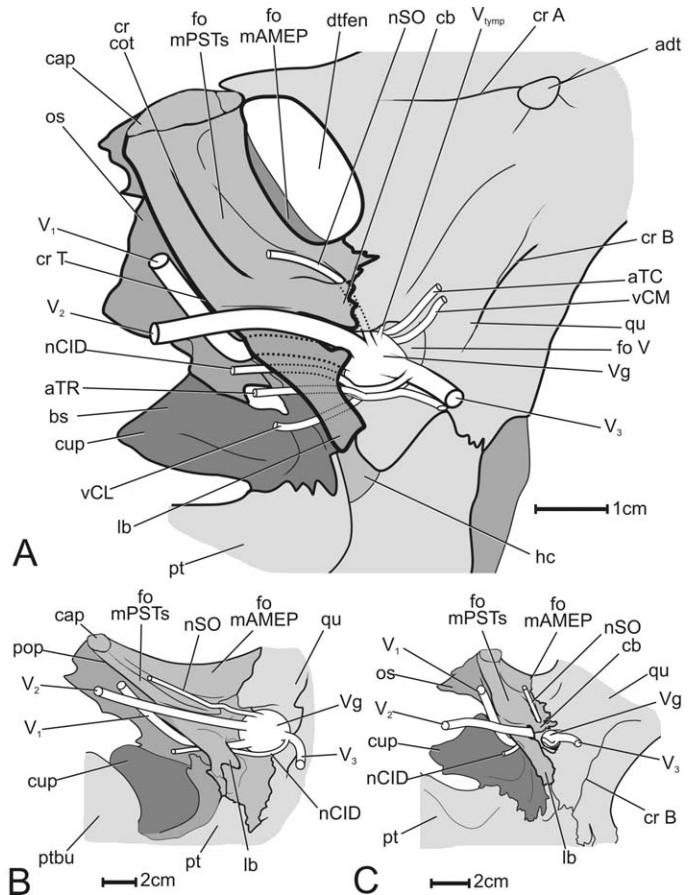 fo
cr mPSTs fo dtfen nSO cb V_tymp cr A
cot mAMEP
cap adt
os
V₁
cr B
cr T aTC
V₂ vCM
qu
nCID fo V
aTR Vg
bs
cup V₃
vCL
lb 1cm
hc
A pt
fo
mPSTs nSO fo
mAMEP qu
cap
pop
V₂
V₁ Vg
cup V₃
nCID
ptbu pt lb
B 2cm
fo
mPSTs fo
mAMEP
nSO
cb
V₁
os qu
V₂ Vg
cup
V₃
nCID
pt cr B
lb
C 2cm